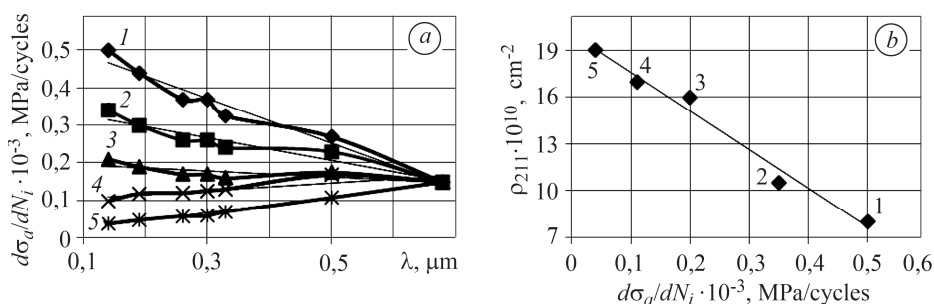 a
dσₐ/dNᵢ·10⁻³, MPa/cycles
0,5
0,4
0,3
0,2
0,1
0
1
2
3
4
5
0,1 0,3 0,5 λ, μm
b
ρ₂₁₁·10¹⁰, cm⁻²
19
16
13
10
7
5 4 3
2
1
0 0,1 0,2 0,3 0,4 0,5 0,6
dσₐ/dNᵢ·10⁻³, MPa/cycles